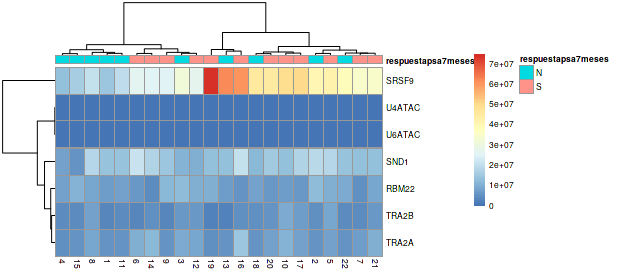 respuestapsa7meses
SRSF9
U4ATAC
U6ATAC
SND1
RBM22
TRA2B
TRA2A
4 15 8 1 11 6 14 9 3 12 19 13 16 18 20 10 17 2 5 22 7 21
7e+07
6e+07
5e+07
4e+07
3e+07
2e+07
1e+07
0
respuestapsa7meses
N
S